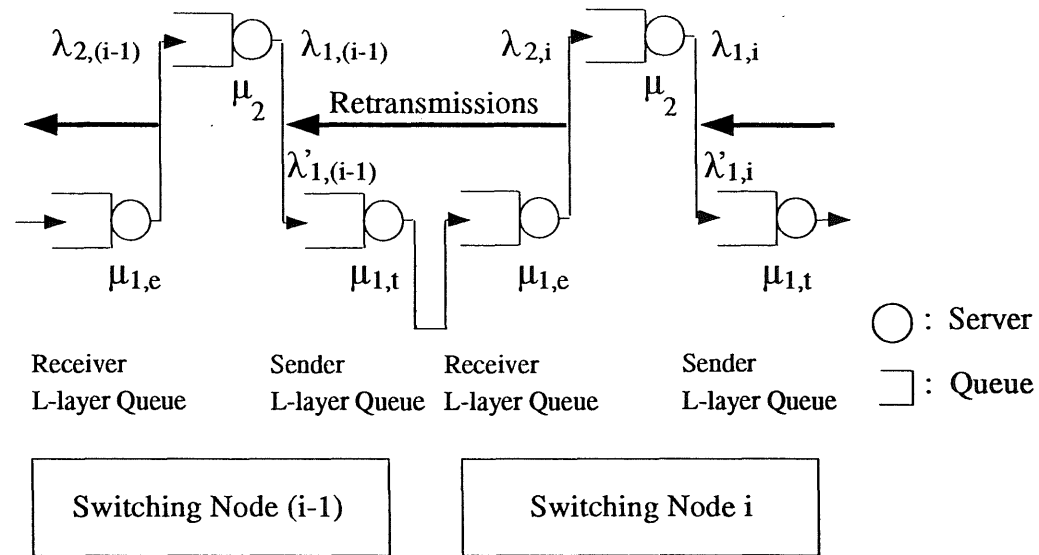 λ2,(i-1)
λ1,(i-1)
λ2,i
λ1,i
μ2
μ2
Retransmissions
λ'1,(i-1)
λ'1,i
μ1,e
μ1,t
μ1,e
μ1,t
: Server
: Queue
Receiver
L-layer Queue
Sender
L-layer Queue
Receiver
L-layer Queue
Sender
L-layer Queue
Switching Node (i-1)
Switching Node i